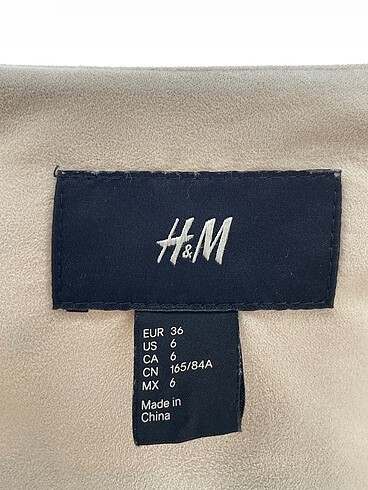 H&M
EUR 36
US 6
CA 6
CN 165/84A
MX 6
Made in
China